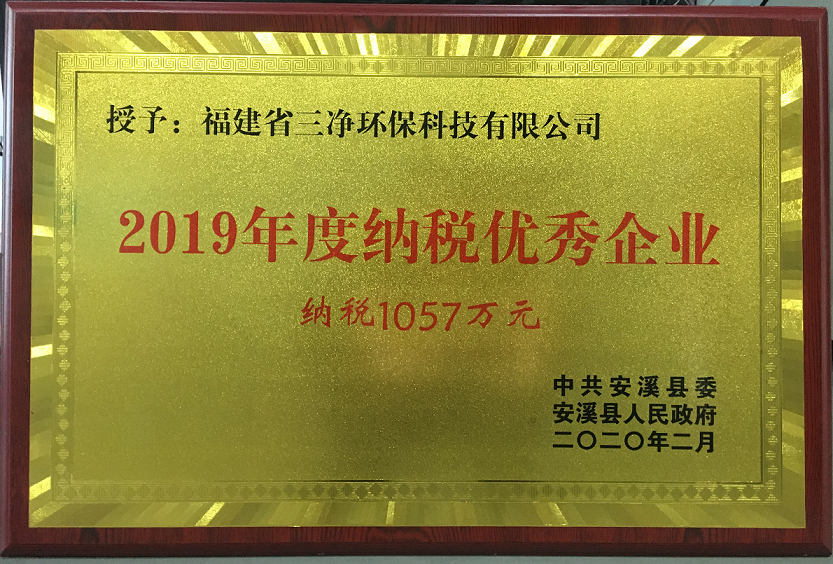 授予：福建省三净环保科技有限公司
2019年度纳税优秀企业
纳税1057万元
中共安溪县委
安溪县人民政府
二〇二〇年二月